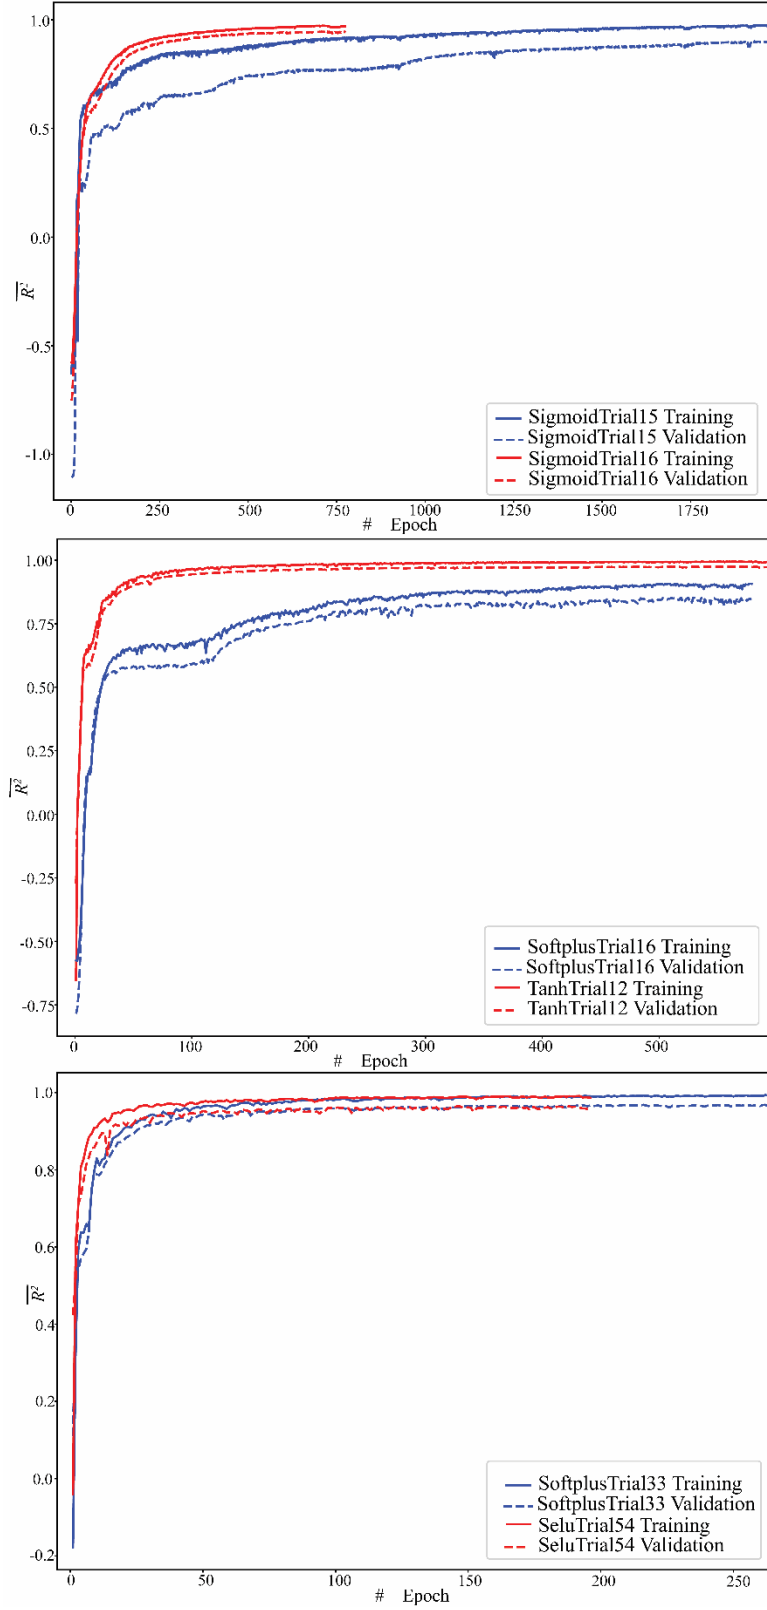 1.0
0.5
0.0
-0.5
-1.0
R²
SigmoidTrial15 Training
SigmoidTrial15 Validation
SigmoidTrial16 Training
SigmoidTrial16 Validation
0 250 500 750 1000 1250 1500 1750
# Epoch
1.00
0.75
0.50
0.25
0.00
-0.25
-0.50
-0.75
R²
SoftplusTrial16 Training
SoftplusTrial16 Validation
TanhTrial12 Training
TanhTrial12 Validation
0 100 200 300 400 500
# Epoch
1.0
0.8
0.6
0.4
0.2
0.0
-0.2
R²
SoftplusTrial33 Training
SoftplusTrial33 Validation
SeluTrial54 Training
SeluTrial54 Validation
0 50 100 150 200 250
# Epoch